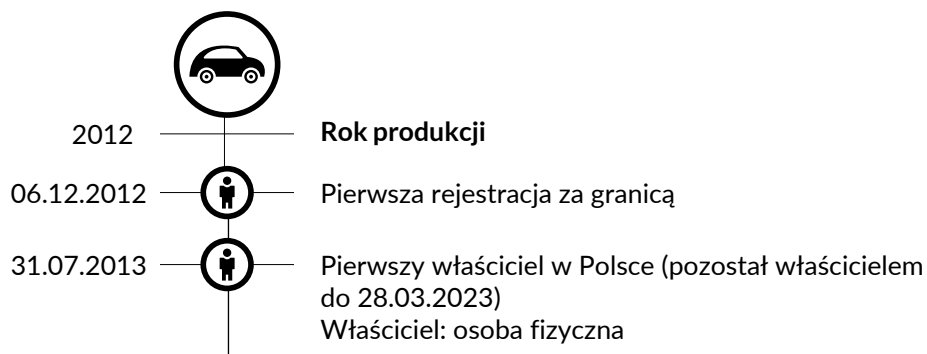 2012 Rok produkcji
06.12.2012 Pierwsza rejestracja za granicą
31.07.2013 Pierwszy właściciel w Polsce (pozostał właścicielem
do 28.03.2023)
Właściciel: osoba fizyczna